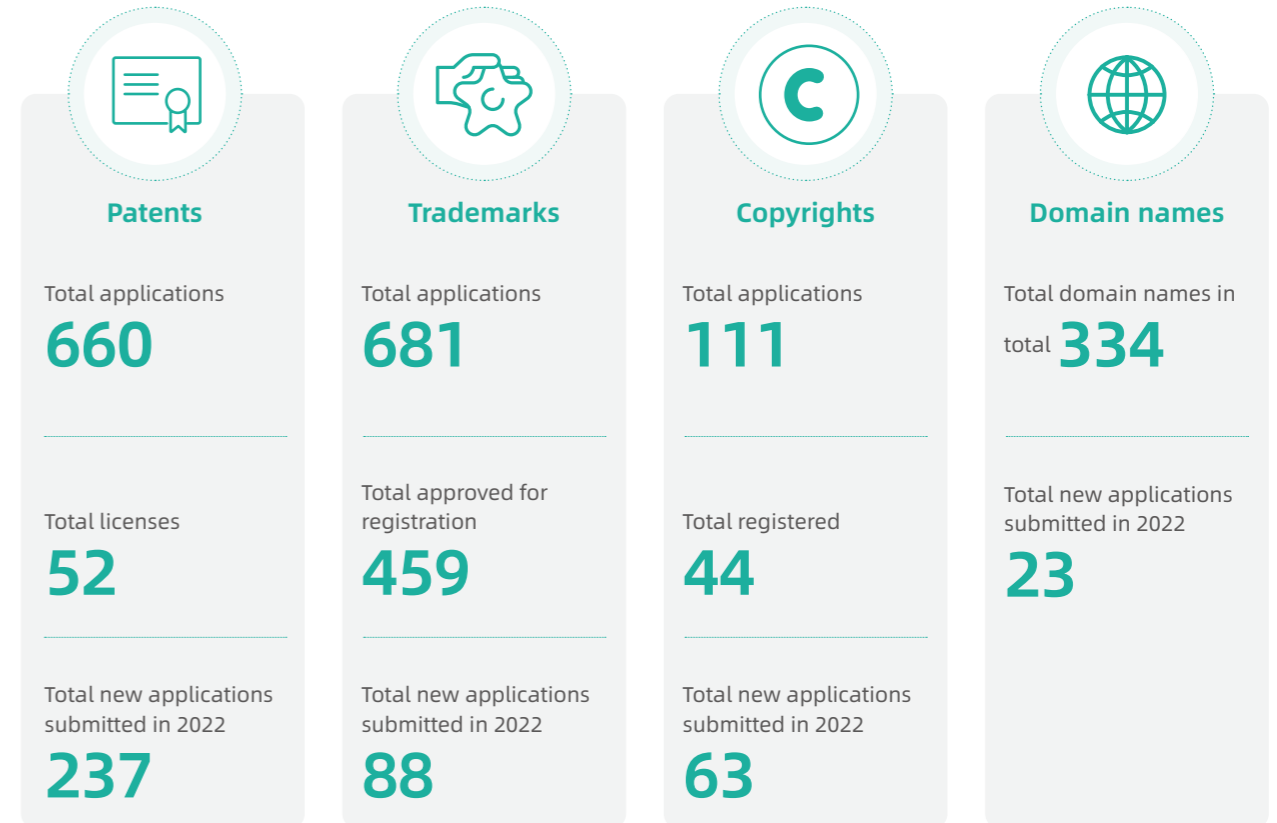 Patents
Total applications
660
Total licenses
52
Total new applications
submitted in 2022
237
Trademarks
Total applications
681
Total approved for
registration
459
Total new applications
submitted in 2022
88
C
Copyrights
Total applications
111
Total registered
44
Total new applications
submitted in 2022
63
Domain names
Total domain names in
total 334
Total new applications
submitted in 2022
23